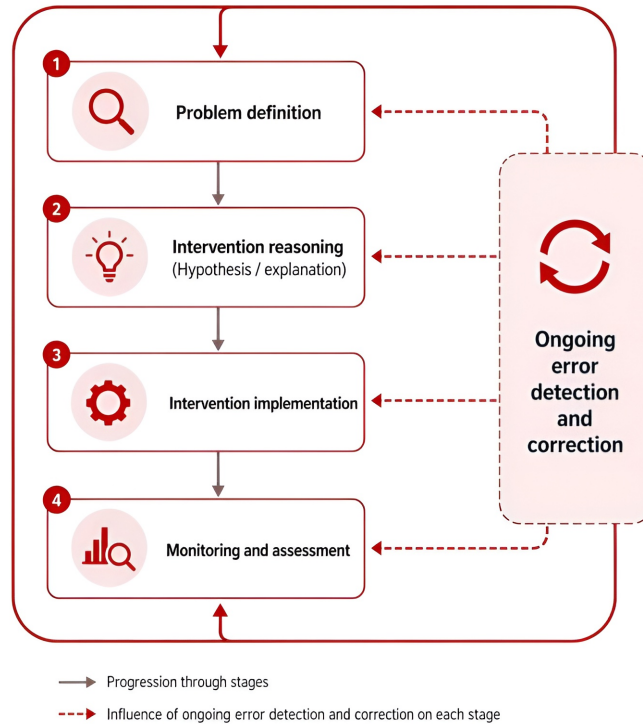 1
Problem definition
2
Intervention reasoning
(Hypothesis / explanation)
3
Intervention implementation
4
Monitoring and assessment
Ongoing
error
detection
and
correction
Progression through stages
Influence of ongoing error detection and correction on each stage